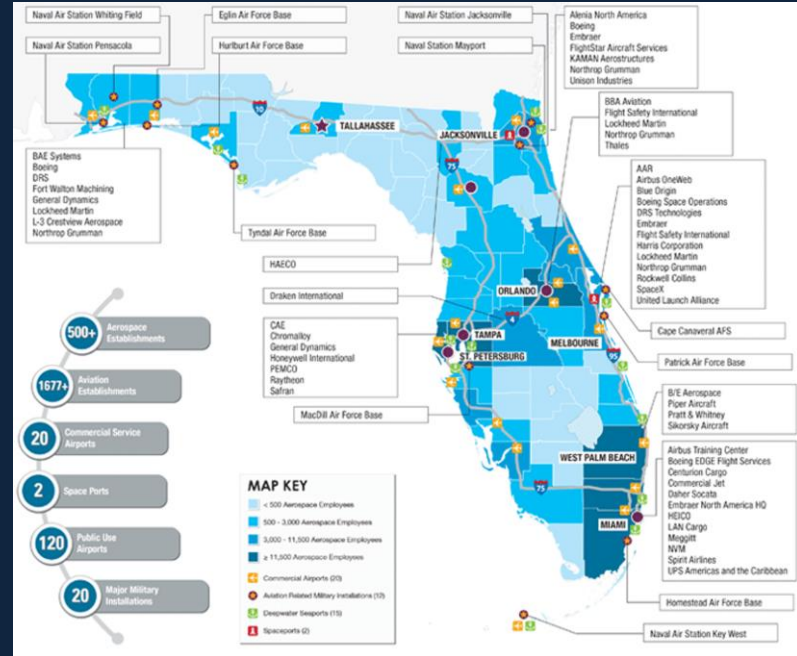 Naval Air Station Whiting Field
Eglin Air Force Base
Naval Air Station Jacksonville
Naval Air Station Pensacola
Hurlburt Air Force Base
Naval Station Mayport
Alenia North America
Boeing
Embraer
FlightStar Aircraft Services
KAMAN Aerostructures
Northrop Grumman
Unison Industries
10
TALLAHASSEE
JACKSONVILLE
75
BBA Aviation
Flight Safety International
Lockheed Martin
Northrop Grumman
Thales
BAE Systems
Boeing
DRS
Fort Walton Machining
General Dynamics
Lockheed Martin
L-3 Crestview Aerospace
Northrop Grumman
AAR
Airbus OneWeb
Blue Origin
Boeing Space Operations
DRS Technologies
Embraer
Flight Safety International
Harris Corporation
Lockheed Martin
Northrop Grumman
Rockwell Collins
SpaceX
United Launch Alliance
Tyndal Air Force Base
HAECO
Draken International
ORLANDO
4
TAMPA
ST. PETERSBURG
MELBOURNE
95
Cape Canaveral AFS
Patrick Air Force Base
CAE
Chromalloy
General Dynamics
Honeywell International
PEMCO
Raytheon
Safran
MacDill Air Force Base
B/E Aerospace
Piper Aircraft
Pratt & Whitney
Sikorsky Aircraft
WEST PALM BEACH
75
MIAMI
Airbus Training Center
Boeing EDGE Flight Services
Centurion Cargo
Commercial Jet
Daher Socata
Embraer North America HQ
HEICO
LAN Cargo
Meggitt
NVM
Spirit Airlines
UPS Americas and the Caribbean
Homestead Air Force Base
Naval Air Station Key West
500+
Aerospace
Establishments
1677+
Aviation
Establishments
20
Commercial Service
Airports
2
Space Ports
120
Public Use
Airports
20
Major Military
Installations
MAP KEY
< 500 Aerospace Employees
500 - 3,000 Aerospace Employees
3,000 - 11,500 Aerospace Employees
≥ 11,500 Aerospace Employees
Commercial Airports (20)
Aviation Related Military Installations (12)
Deepwater Seaports (15)
Spaceports (2)